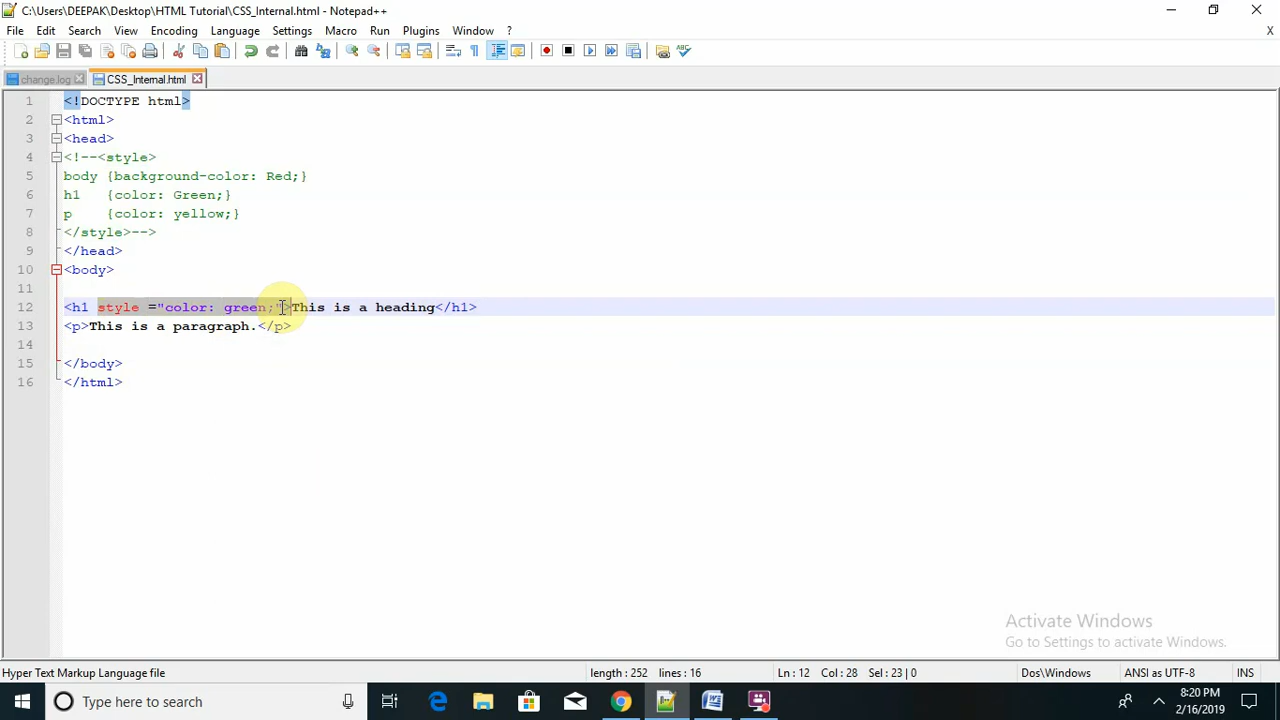 C:\Users\DEEPAK\Desktop\HTML Tutorial\CSS_Internal.html - Notepad++
File Edit Search View Encoding Language Settings Macro Run Plugins Window ? X
change.log CSS_Internal.html
1 <!DOCTYPE html>
2 <html>
3 <head>
4 <!--<style>
5 body {background-color: Red;}
6 h1 {color: Green;}
7 p {color: yellow;}
8 </style>-->
9 </head>
10 <body>
11
12 <h1 style ="color: green;">This is a heading</h1>
13 <p>This is a paragraph.</p>
14
15 </body>
16 </html>
Activate Windows
Go to Settings to activate Windows.
Hyper Text Markup Language file length : 252 lines : 16 Ln : 12 Col : 28 Sel : 23 | 0 Dos\Windows ANSI as UTF-8 INS
Type here to search
8:20 PM
2/16/2019